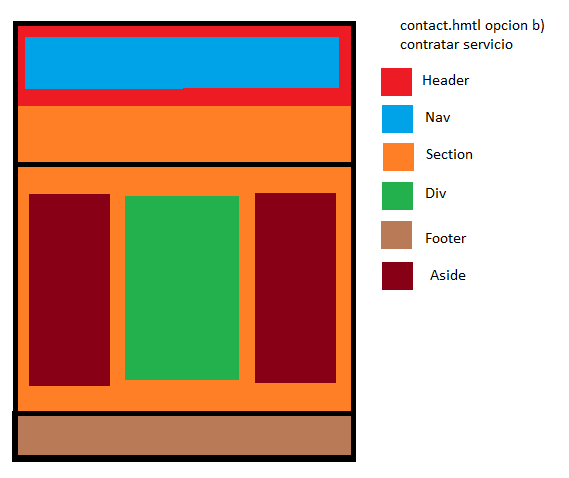 contact.hmtl opcion b)
contratar servicio
Header
Nav
Section
Div
Footer
Aside